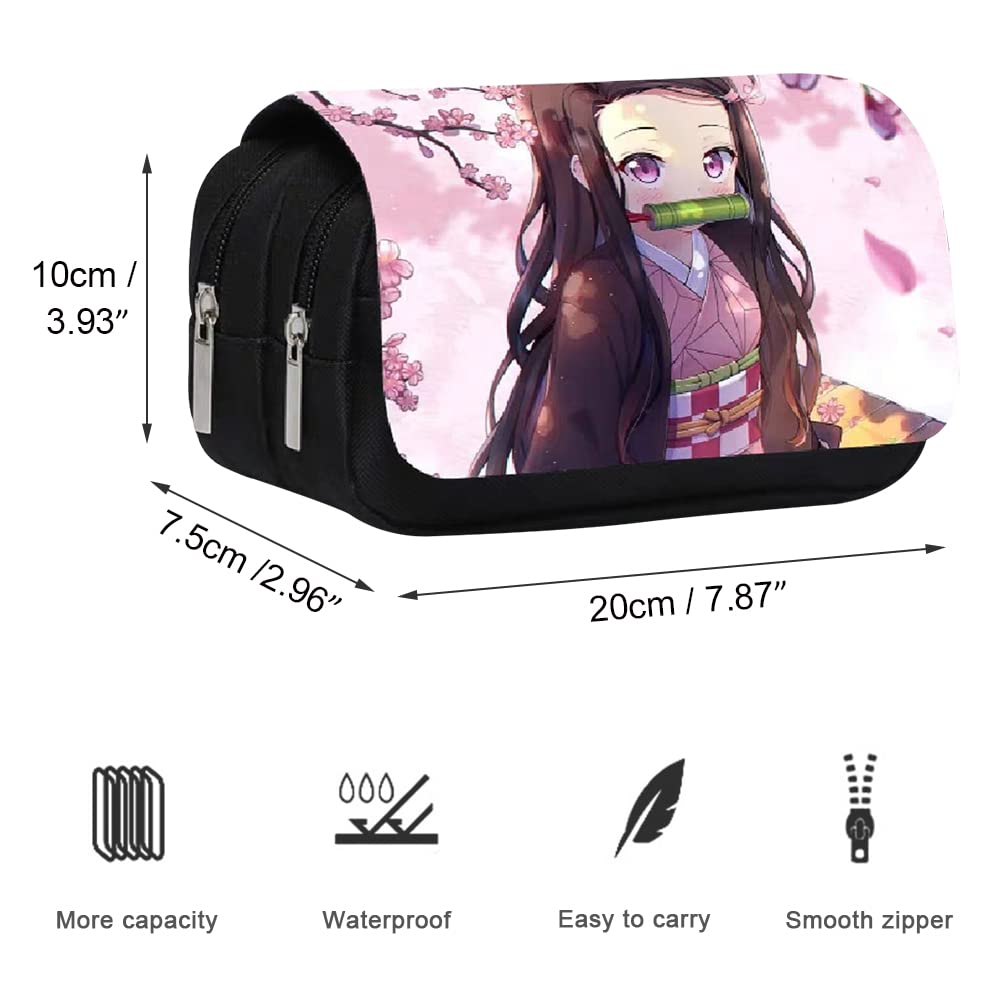 10cm /
3.93”
7.5cm /2.96”
20cm / 7.87”
More capacity
Waterproof
Easy to carry
Smooth zipper